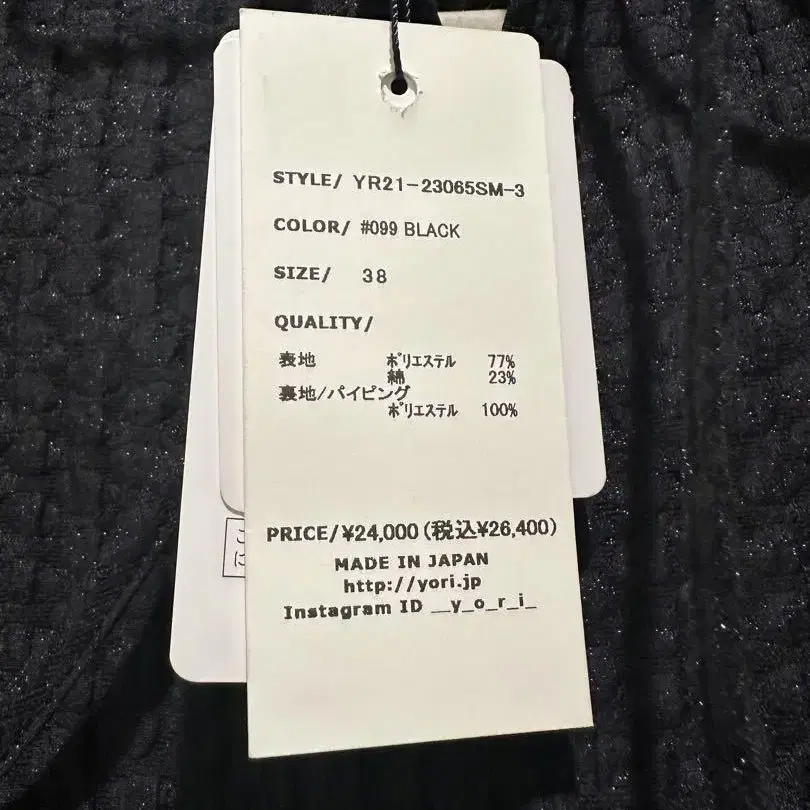 STYLE/ YR21-23065SM-3
COLOR/ #099 BLACK
SIZE/ 38
QUALITY/
表地 ポリエステル 77%
綿 23%
裏地/パイピング
ポリエステル 100%
PRICE/¥24,000(税込¥26,400)
MADE IN JAPAN
http://yori.jp
Instagram ID __y_o_r_i_